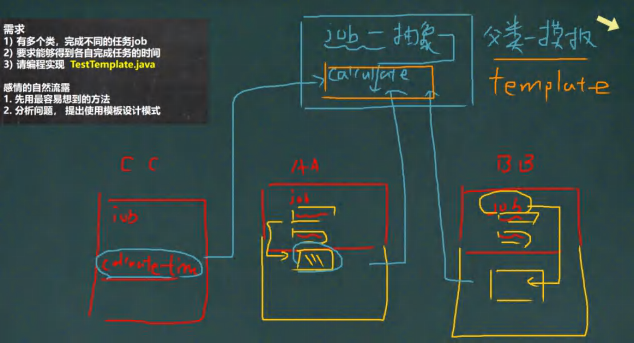 需求
1) 有多个类，完成不同的任务job
2) 要求能够得到各自完成任务的时间
3) 请编程实现 TestTemplate.java
感情的自然流露
1. 先用最容易想到的方法
2. 分析问题， 提出使用模板设计模式
job - 抽象
calculate
父类-模板
template
CC
job
calculate-tim
AA
job
BB
job